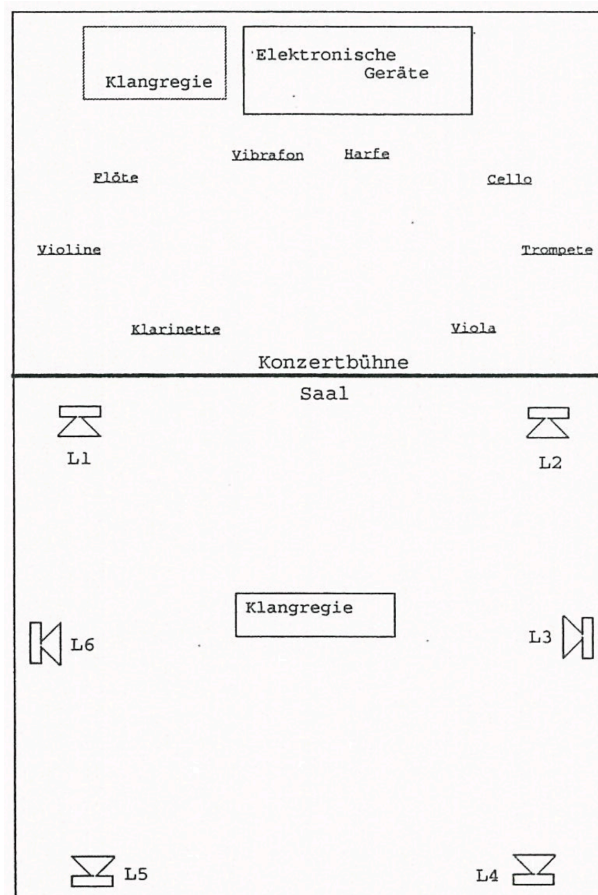 Elektronische
Geräte
Klangregie
Vibrafon
Harfe
Flöte
Cello
Violine
Trompete
Klarinette
Viola
Konzertbühne
Saal
L1
L2
Klangregie
L6
L3
L5
L4